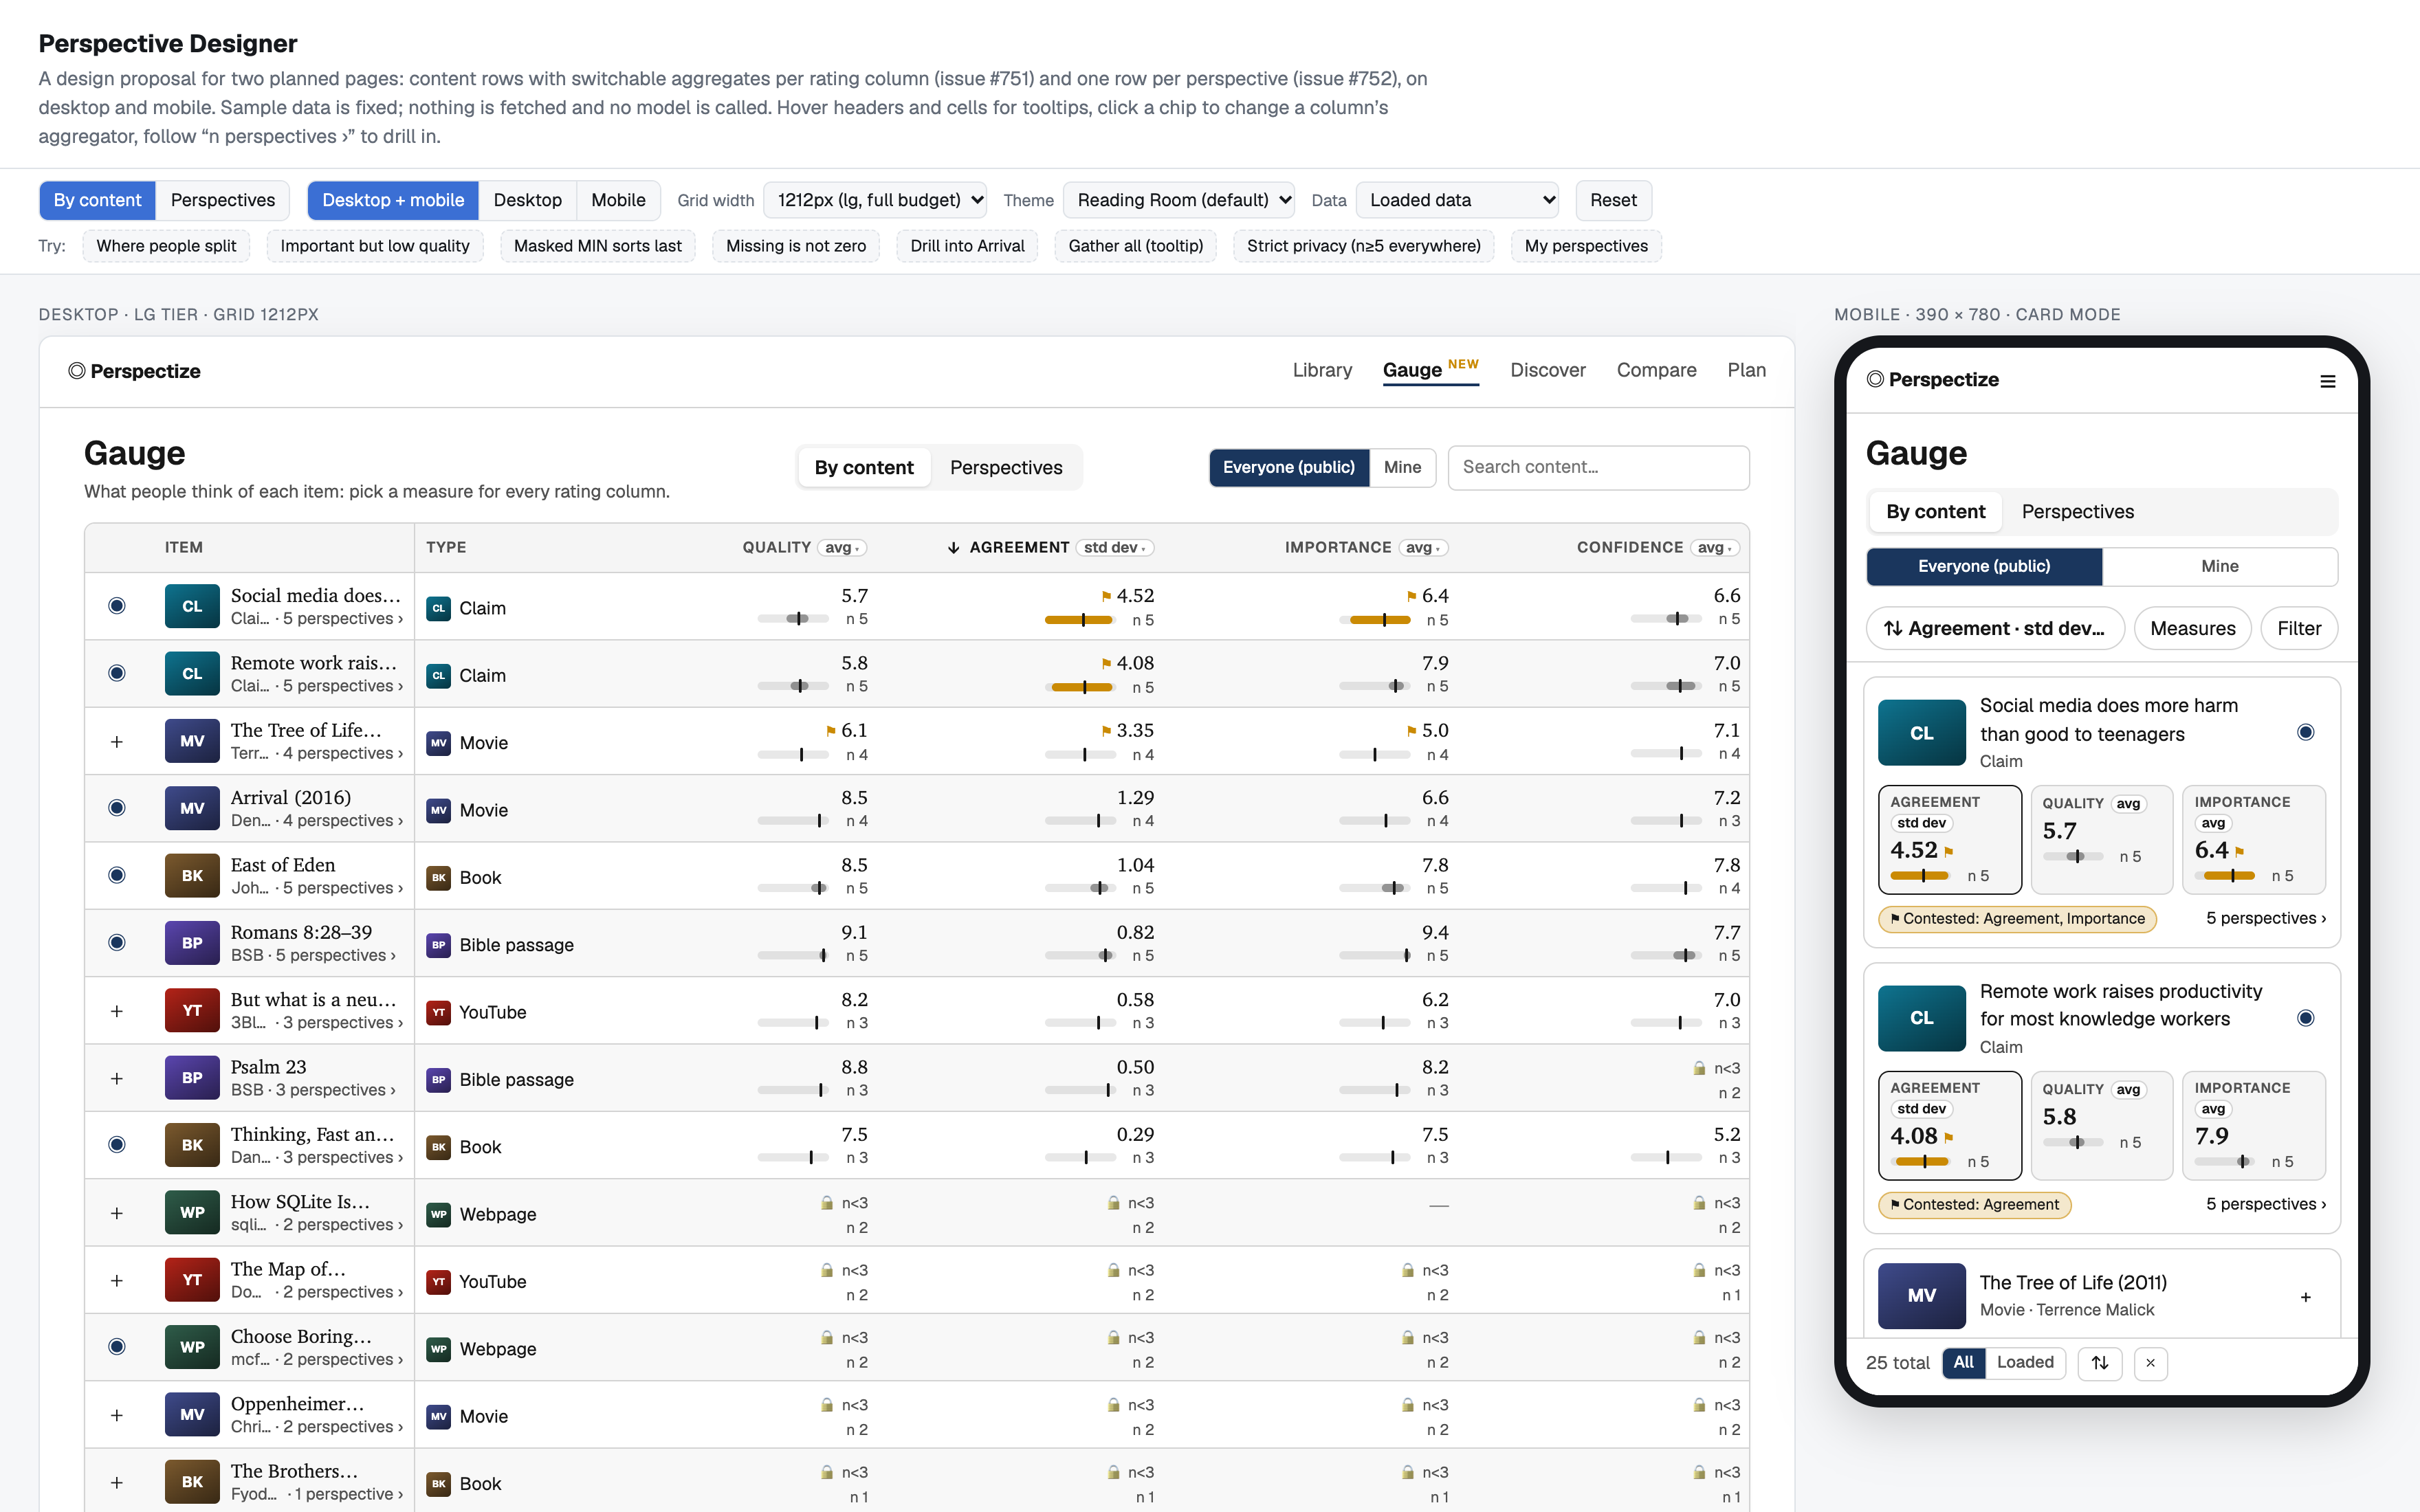 Perspective Designer
A design proposal for two planned pages: content rows with switchable aggregates per rating column (issue #751) and one row per perspective (issue #752), on
desktop and mobile. Sample data is fixed; nothing is fetched and no model is called. Hover headers and cells for tooltips, click a chip to change a column’s
aggregator, follow “n perspectives ›” to drill in.
By content Perspectives Desktop + mobile Desktop Mobile Grid width 1212px (lg, full budget) Theme Reading Room (default) Data Loaded data Reset
Try: Where people split Important but low quality Masked MIN sorts last Missing is not zero Drill into Arrival Gather all (tooltip) Strict privacy (n≥5 everywhere) My perspectives
DESKTOP · LG TIER · GRID 1212PX
Perspectize
Library Gauge NEW Discover Compare Plan
Gauge
What people think of each item: pick a measure for every rating column.
By content Perspectives
Everyone (public) Mine Search content…
ITEM TYPE QUALITY avg AGREEMENT std dev IMPORTANCE avg CONFIDENCE avg
CL Social media does… CL Claim 5.7 4.52 6.4 6.6
Clai… · 5 perspectives › n 5 n 5 n 5 n 5
CL Remote work rais… CL Claim 5.8 4.08 7.9 7.0
Clai… · 5 perspectives › n 5 n 5 n 5 n 5
MV The Tree of Life… MV Movie 6.1 3.35 5.0 7.1
Terr… · 4 perspectives › n 4 n 4 n 4 n 4
MV Arrival (2016) MV Movie 8.5 1.29 6.6 7.2
Den… · 4 perspectives › n 4 n 4 n 4 n 3
BK East of Eden BK Book 8.5 1.04 7.8 7.8
Joh… · 5 perspectives › n 5 n 5 n 5 n 4
BP Romans 8:28–39 BP Bible passage 9.1 0.82 9.4 7.7
BSB · 5 perspectives › n 5 n 5 n 5 n 5
YT But what is a neu… YT YouTube 8.2 0.58 6.2 7.0
3Bl… · 3 perspectives › n 3 n 3 n 3 n 3
BP Psalm 23 BP Bible passage 8.8 0.50 8.2 n<3
BSB · 3 perspectives › n 3 n 3 n 3 n 2
BK Thinking, Fast an… BK Book 7.5 0.29 7.5 5.2
Dan… · 3 perspectives › n 3 n 3 n 3 n 3
WP How SQLite Is… WP Webpage n<3 n<3 — n<3
sqli… · 2 perspectives › n 2 n 2 n 2
YT The Map of… YT YouTube n<3 n<3 n<3 n<3
Do… · 2 perspectives › n 2 n 2 n 2 n 1
WP Choose Boring… WP Webpage n<3 n<3 n<3 n<3
mcf… · 2 perspectives › n 2 n 2 n 2 n 2
MV Oppenheimer… MV Movie n<3 n<3 n<3 n<3
Chri… · 2 perspectives › n 2 n 2 n 2 n 2
BK The Brothers… BK Book n<3 n<3 n<3 n<3
Fyod… · 1 perspective › n 1 n 1 n 1 n 1
MOBILE · 390 × 780 · CARD MODE
Perspectize
Gauge
By content Perspectives
Everyone (public) Mine
Agreement · std dev… Measures Filter
CL Social media does more harm
than good to teenagers
Claim
AGREEMENT std dev 4.52 n 5
QUALITY avg 5.7 n 5
IMPORTANCE avg 6.4 n 5
Contested: Agreement, Importance 5 perspectives ›
CL Remote work raises productivity
for most knowledge workers
Claim
AGREEMENT std dev 4.08 n 5
QUALITY avg 5.8 n 5
IMPORTANCE avg 7.9 n 5
Contested: Agreement 5 perspectives ›
MV The Tree of Life (2011)
Movie · Terrence Malick
25 total All Loaded